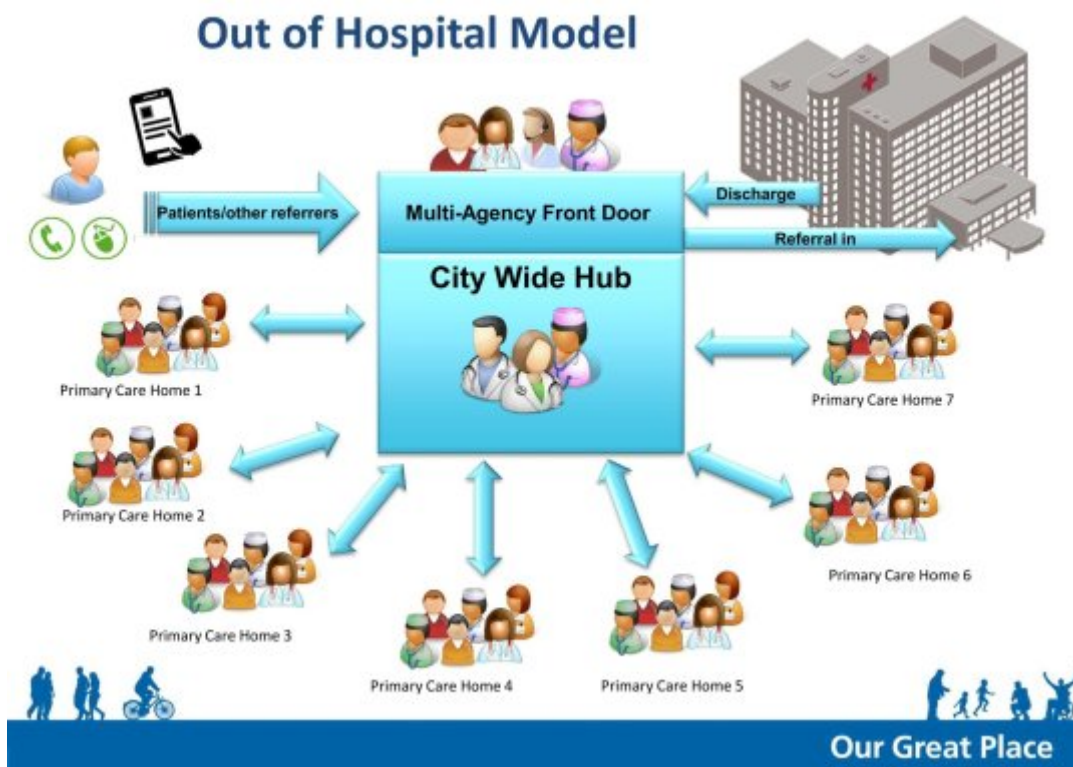 Out of Hospital Model
Patients/other referrers
Multi-Agency Front Door
Discharge
Referral in
City Wide Hub
Primary Care Home 1
Primary Care Home 7
Primary Care Home 2
Primary Care Home 6
Primary Care Home 3
Primary Care Home 4
Primary Care Home 5
Our Great Place